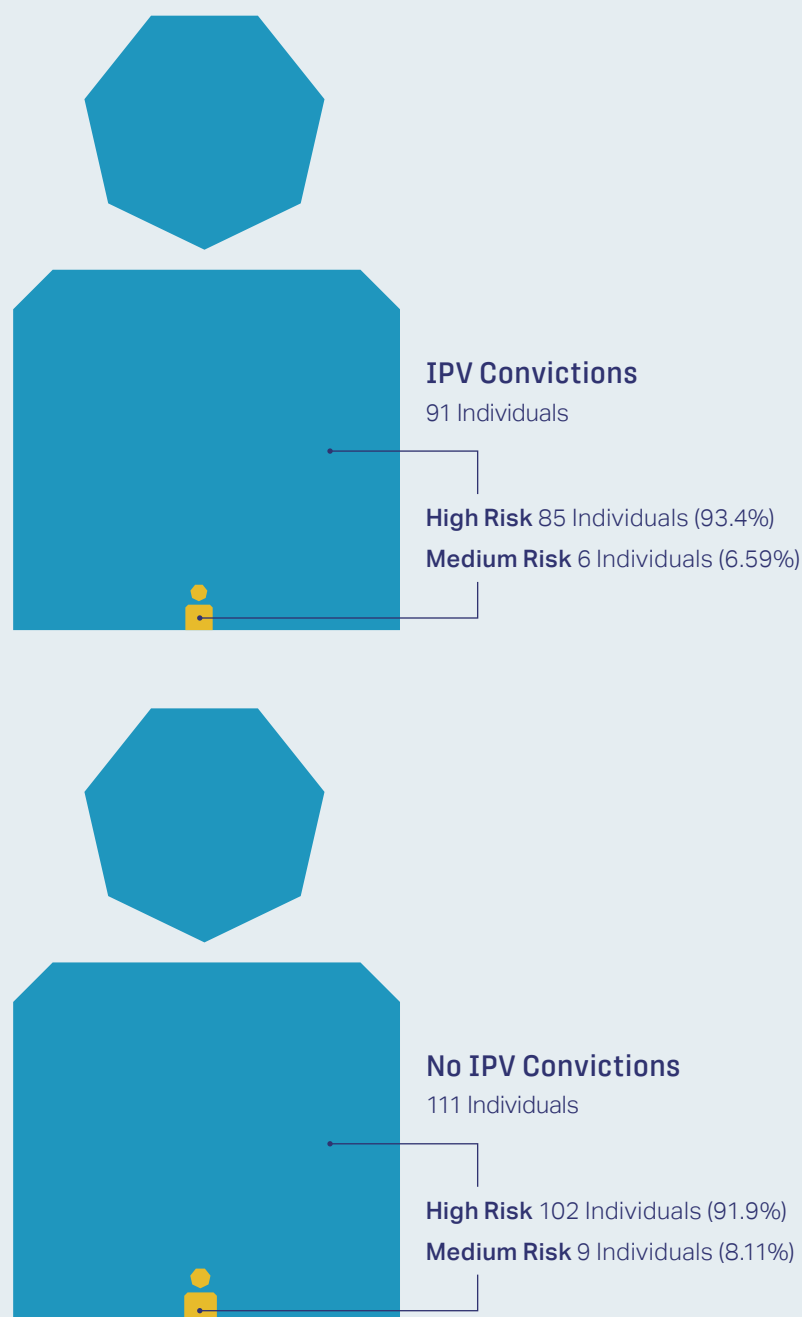 IPV Convictions
91 Individuals
High Risk 85 Individuals (93.4%)
Medium Risk 6 Individuals (6.59%)
No IPV Convictions
111 Individuals
High Risk 102 Individuals (91.9%)
Medium Risk 9 Individuals (8.11%)